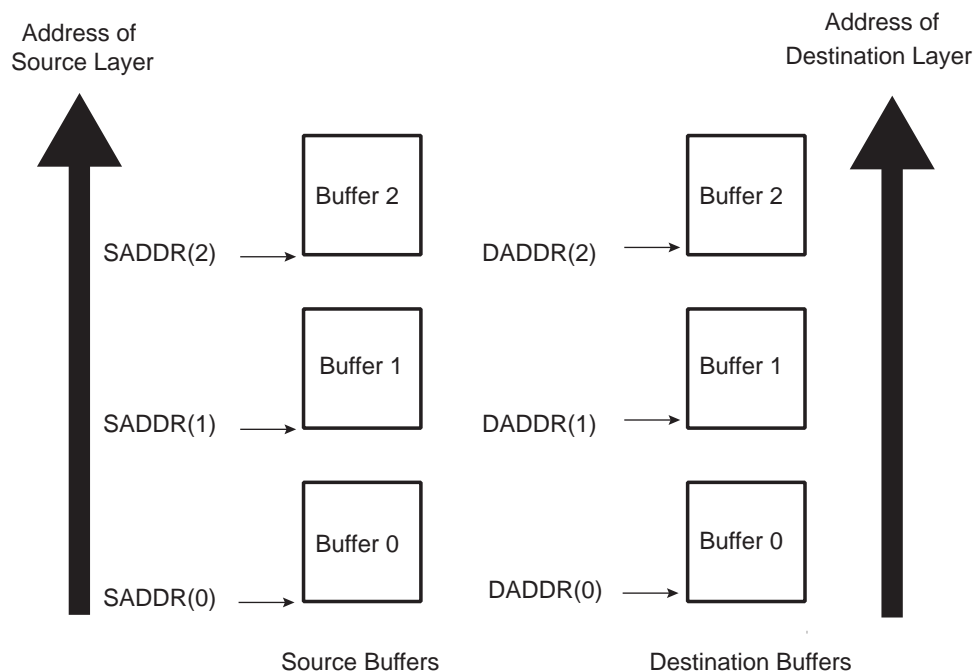 Address of
Source Layer
Address of
Destination Layer
Buffer 2
Buffer 2
SADDR(2)
DADDR(2)
Buffer 1
Buffer 1
SADDR(1)
DADDR(1)
Buffer 0
Buffer 0
SADDR(0)
DADDR(0)
Source Buffers
Destination Buffers